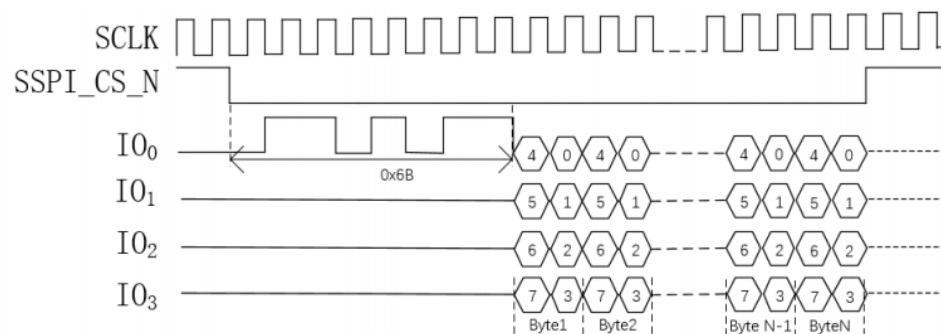 SCLK
SSPI_CS_N
IO₀ 4 0 4 0 4 0 4 0
0x6B
IO₁ 5 1 5 1 5 1 5 1
IO₂ 6 2 6 2 6 2 6 2
IO₃ 7 3 7 3 7 3 7 3
Byte1 Byte2 Byte N-1 ByteN